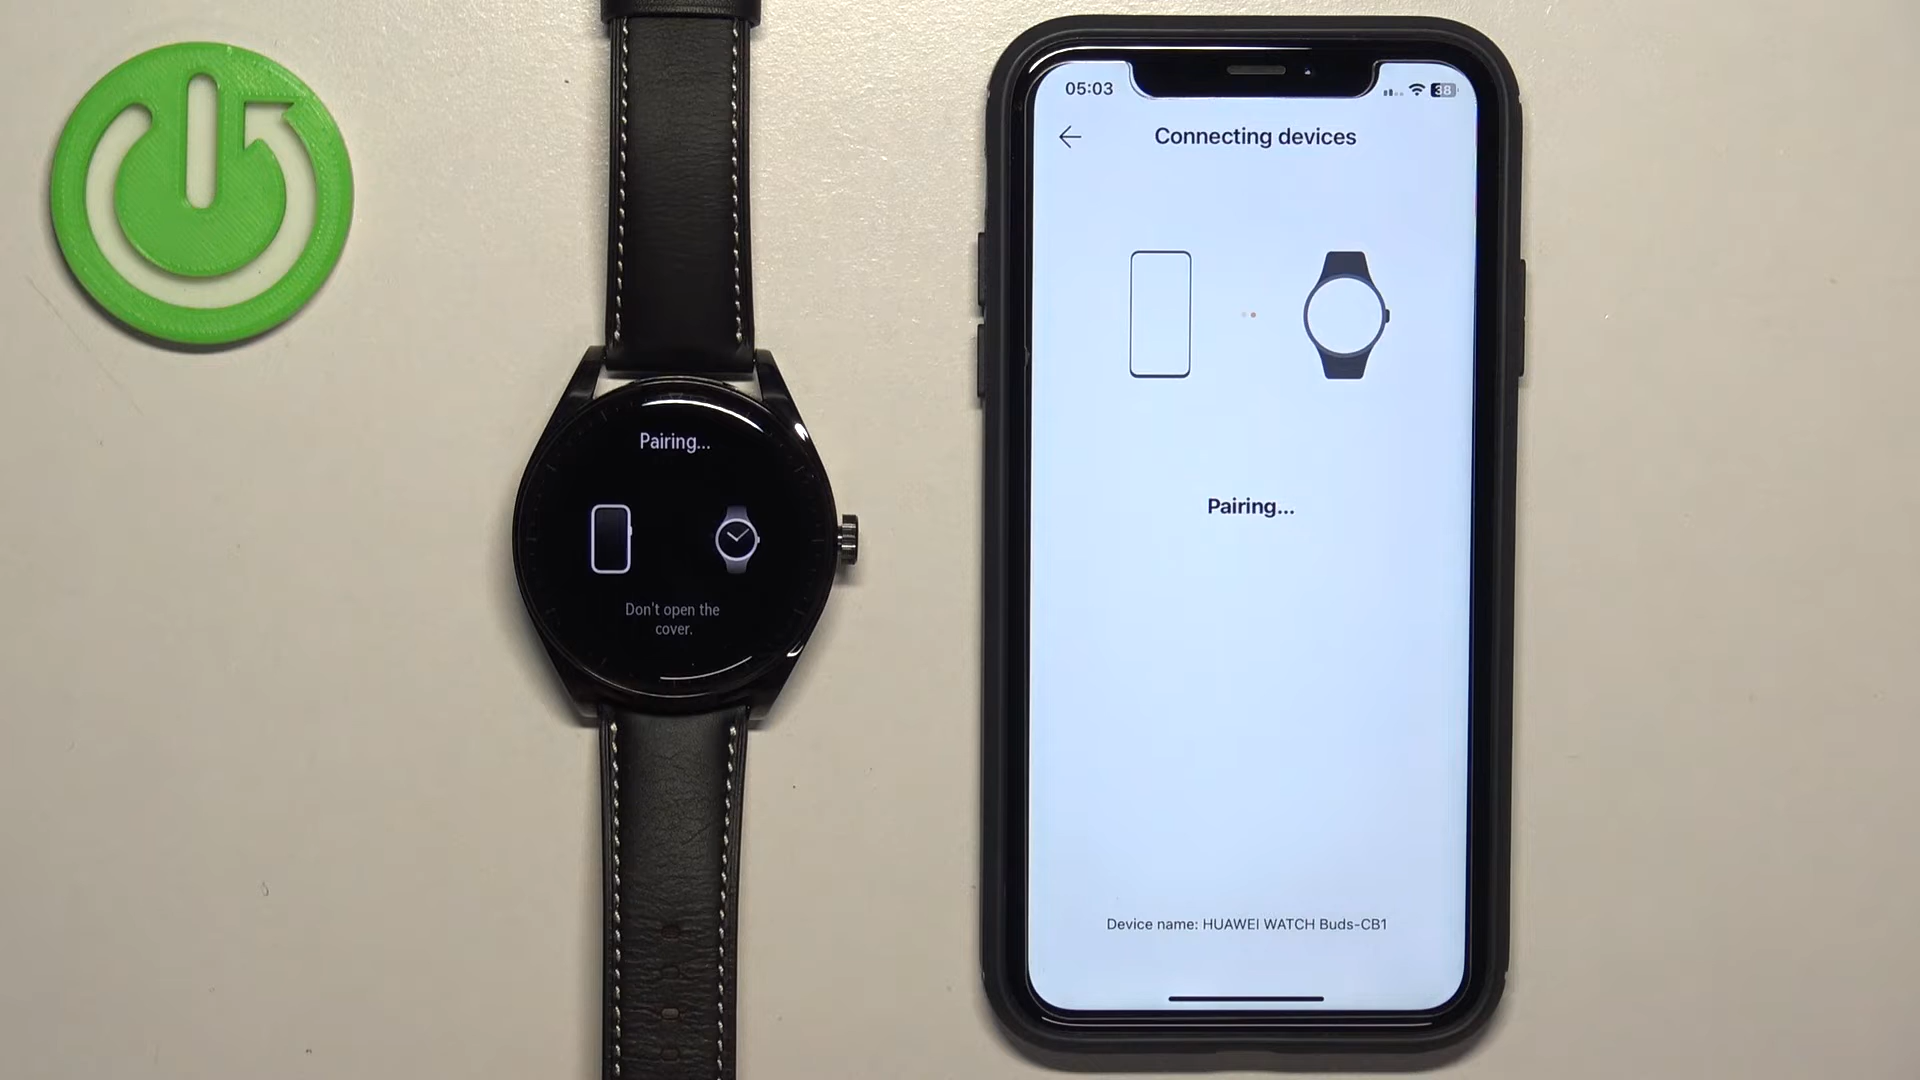 Pairing...
Don't open the
cover.
05:03
38
Connecting devices
Pairing...
Device name: HUAWEI WATCH Buds-CB1